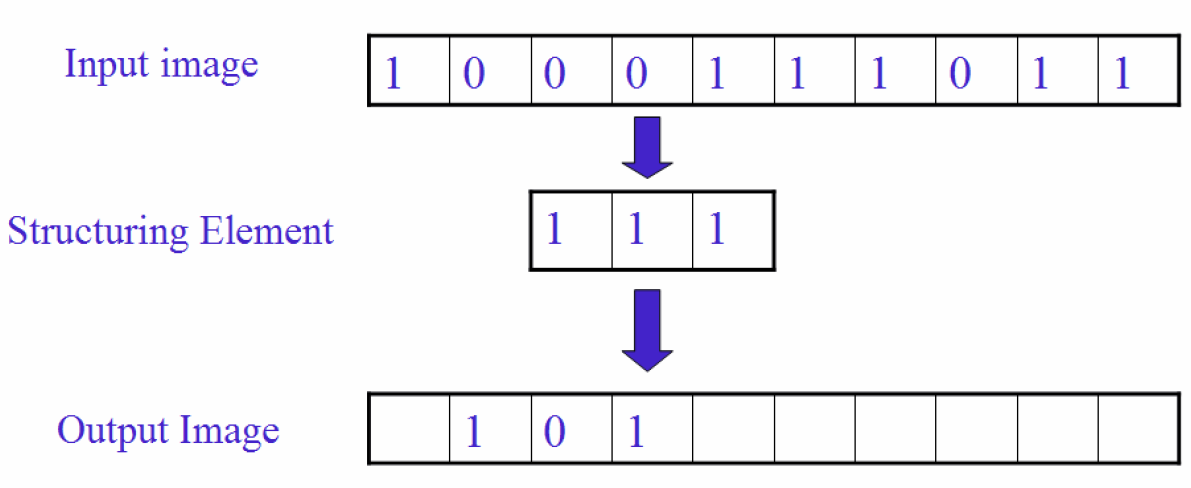 Input image 1 0 0 0 1 1 1 0 1 1
Structuring Element 1 1 1
Output Image 1 0 1